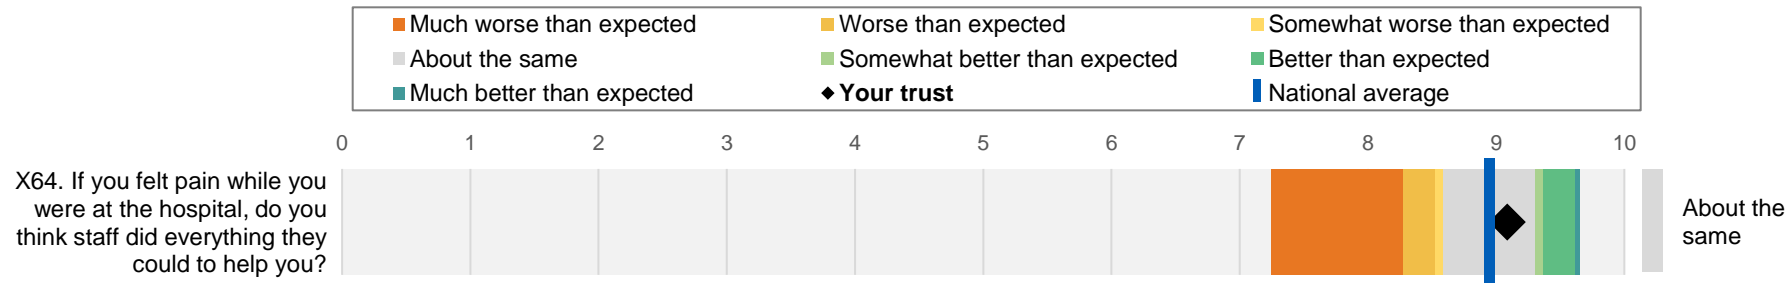 Much worse than expected
Worse than expected
Somewhat worse than expected
About the same
Somewhat better than expected
Better than expected
Much better than expected
Your trust
National average
0 1 2 3 4 5 6 7 8 9 10
X64. If you felt pain while you
were at the hospital, do you
think staff did everything they
could to help you?
About the
same